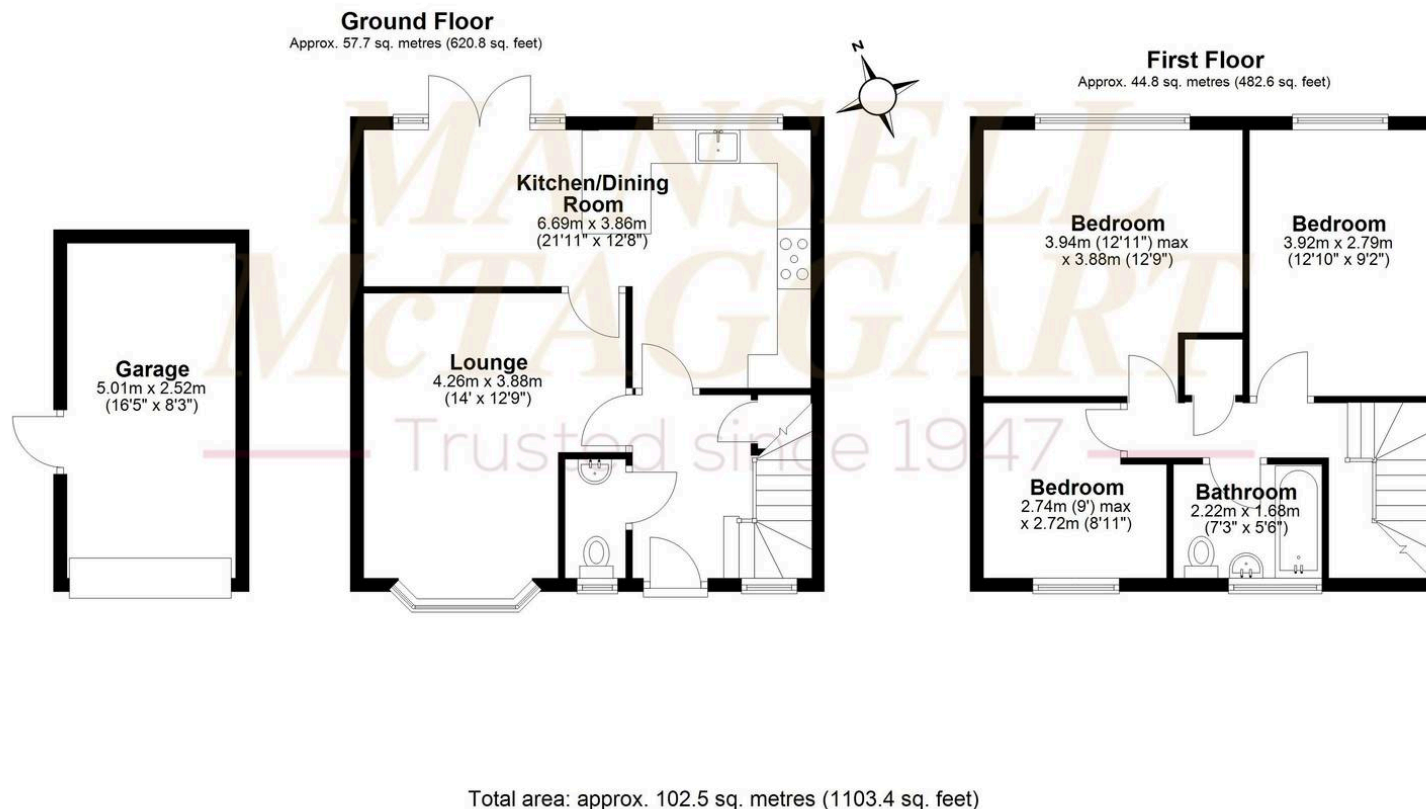 Ground Floor
Approx. 57.7 sq. metres (620.8 sq. feet)
N
First Floor
Approx. 44.8 sq. metres (482.6 sq. feet)
MANSELL
McTAGGART
Trusted since 1947
Kitchen/Dining
Room
6.69m x 3.86m
(21'11" x 12'8")
Bedroom
3.94m (12'11") max
x 3.88m (12'9")
Bedroom
3.92m x 2.79m
(12'10" x 9'2")
Garage
5.01m x 2.52m
(16'5" x 8'3")
Lounge
4.26m x 3.88m
(14' x 12'9")
Bedroom
2.74m (9') max
x 2.72m (8'11")
Bathroom
2.22m x 1.68m
(7'3" x 5'6")
Total area: approx. 102.5 sq. metres (1103.4 sq. feet)